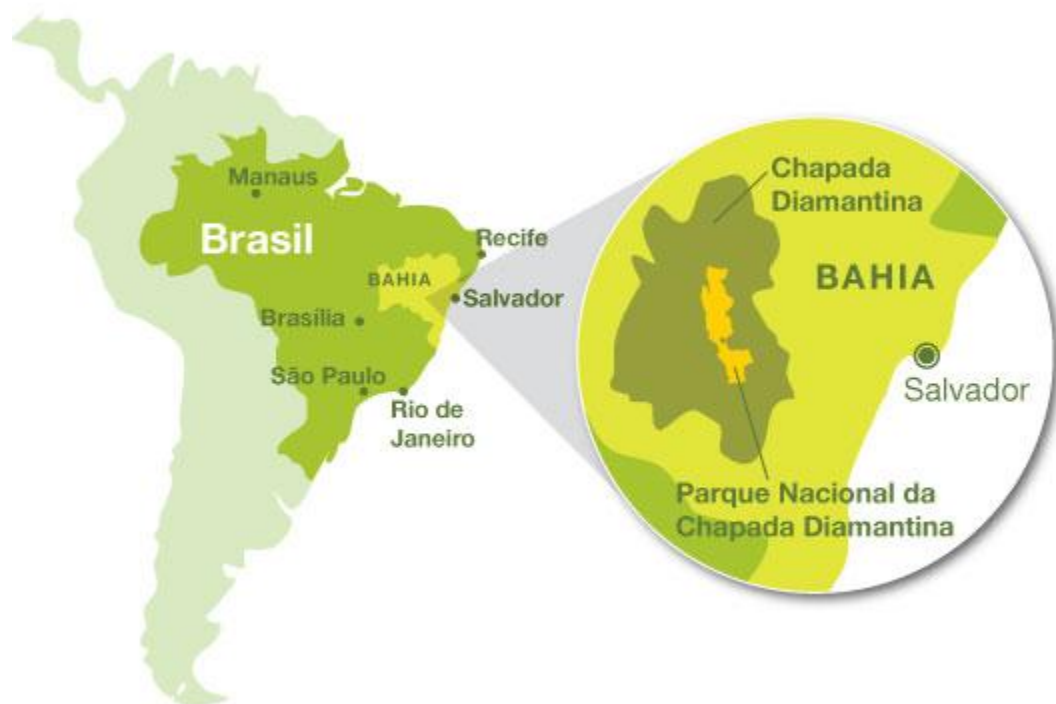 Manaus
Brasil
Recife
BAHIA
Salvador
Brasília
São Paulo
Rio de
Janeiro
Chapada
Diamantina
BAHIA
Salvador
Parque Nacional da
Chapada Diamantina